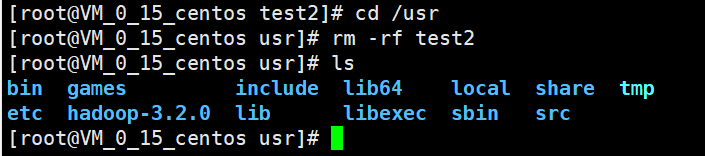 [root@VM_0_15_centos test2]# cd /usr
[root@VM_0_15_centos usr]# rm -rf test2
[root@VM_0_15_centos usr]# ls
bin  games         include  lib64    local  share  tmp
etc  hadoop-3.2.0  lib      libexec  sbin   src
[root@VM_0_15_centos usr]#